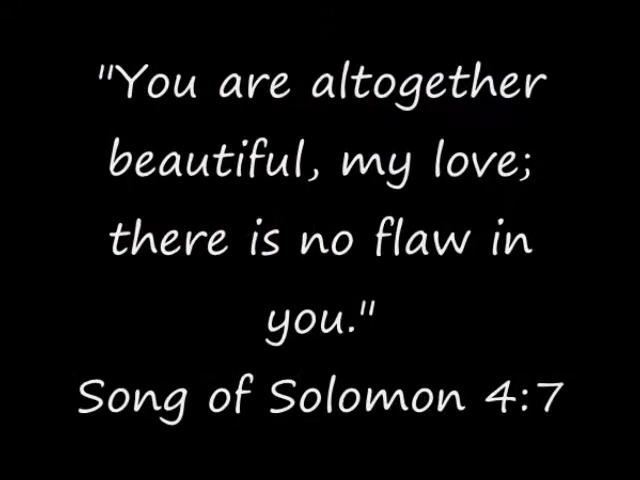 "You are altogether
beautiful, my love;
there is no flaw in
you."
Song of Solomon 4:7